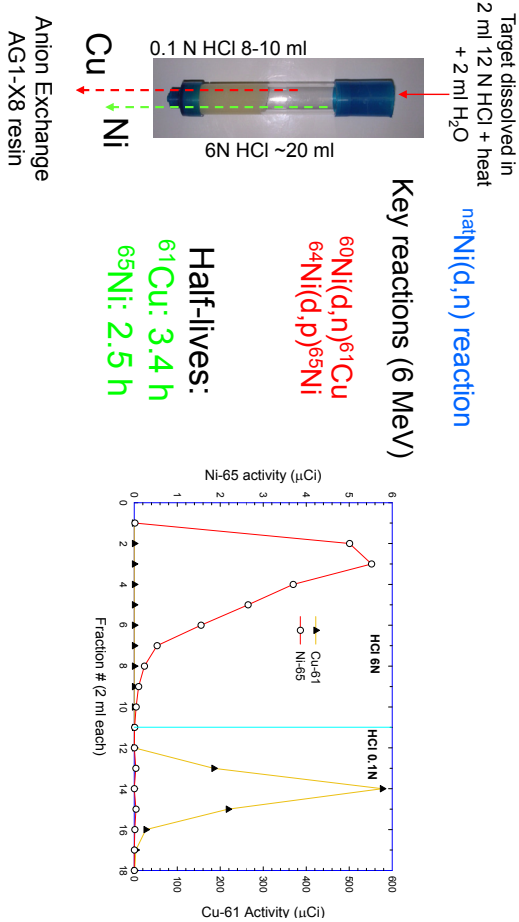 Target dissolved in
2 ml 12 N HCl + heat
+ 2 ml H₂O
0.1 N HCl 8-10 ml
6N HCl ~20 ml
Cu
Ni
Anion Exchange
AG1-X8 resin
ⁿᵃᵗNi(d,n) reaction
Key reactions (6 MeV)
⁶⁰Ni(d,n)⁶¹Cu
⁶⁴Ni(d,p)⁶⁵Ni
Half-lives:
⁶¹Cu: 3.4 h
⁶⁵Ni: 2.5 h
Ni-65 activity (μCi)
0 1 2 3 4 5 6
HCl 6N
HCl 0.1N
Cu-61
Ni-65
0 2 4 6 8 10 12 14 16 18
Fraction # (2 ml each)
0 100 200 300 400 500 600
Cu-61 Activity (μCi)